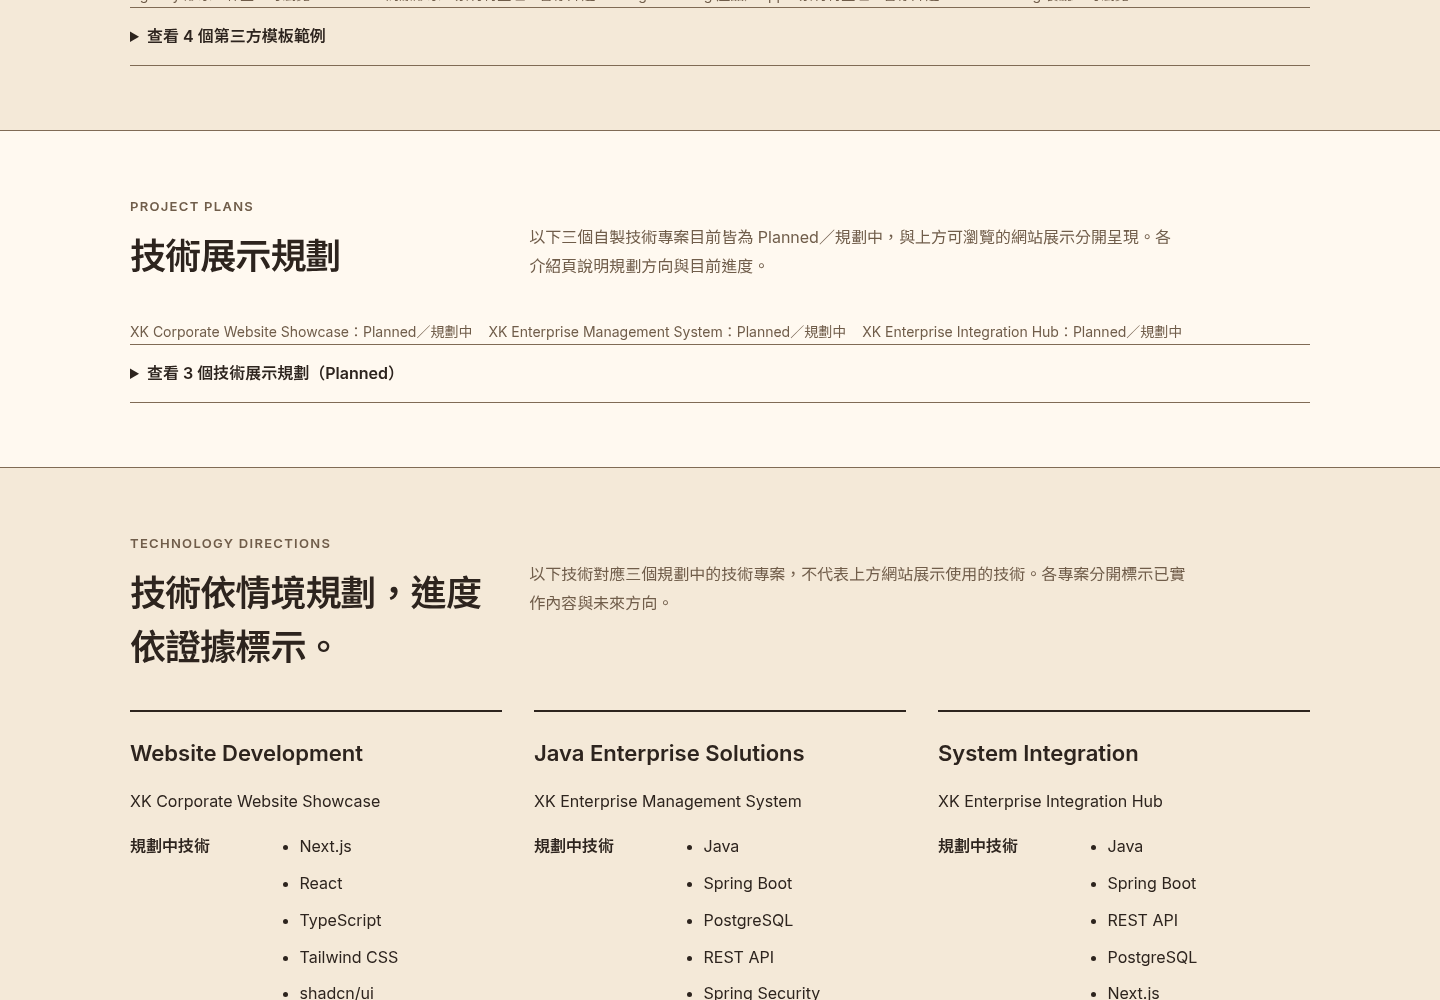 查看 4 個第三方模板範例
PROJECT PLANS
技術展示規劃
以下三個自製技術專案目前皆為 Planned／規劃中，與上方可瀏覽的網站展示分開呈現。各
介紹頁說明規劃方向與目前進度。
XK Corporate Website Showcase：Planned／規劃中 XK Enterprise Management System：Planned／規劃中 XK Enterprise Integration Hub：Planned／規劃中
查看 3 個技術展示規劃（Planned）
TECHNOLOGY DIRECTIONS
技術依情境規劃，進度
依證據標示。
以下技術對應三個規劃中的技術專案，不代表上方網站展示使用的技術。各專案分開標示已實
作內容與未來方向。
Website Development
XK Corporate Website Showcase
規劃中技術
Next.js
React
TypeScript
Tailwind CSS
shadcn/ui
Java Enterprise Solutions
XK Enterprise Management System
規劃中技術
Java
Spring Boot
PostgreSQL
REST API
Spring Security
System Integration
XK Enterprise Integration Hub
規劃中技術
Java
Spring Boot
REST API
PostgreSQL
Next.js